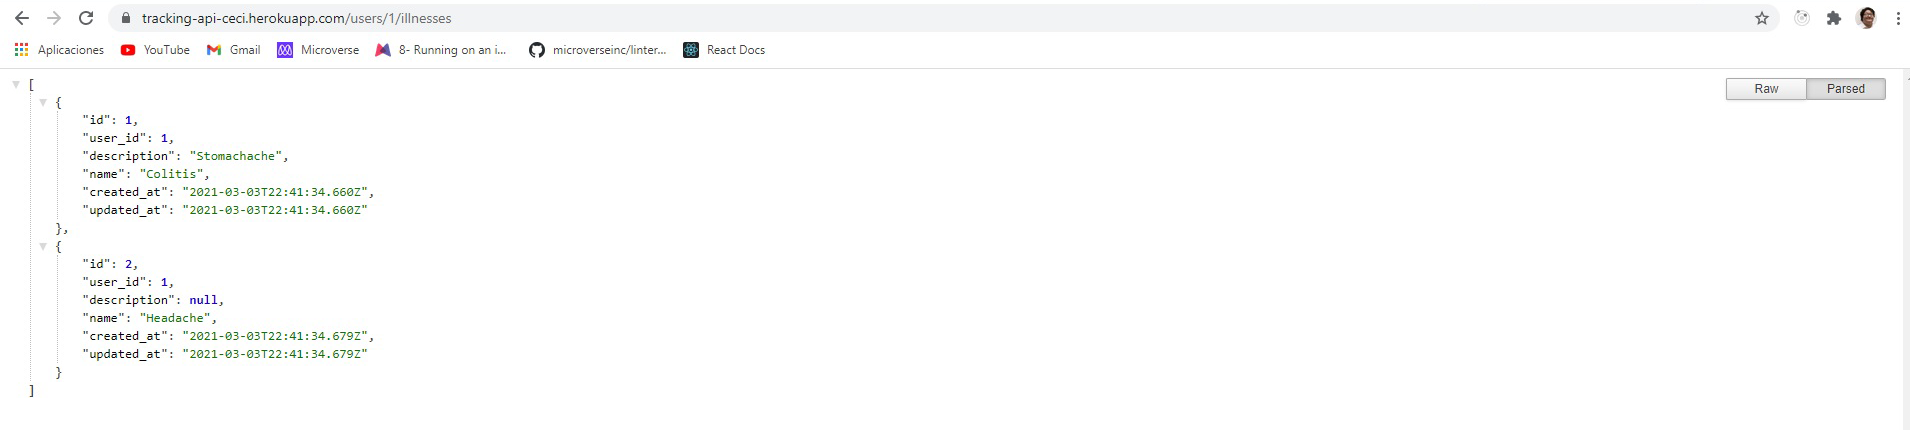 tracking-api-ceci.herokuapp.com/users/1/illnesses
Aplicaciones YouTube Gmail Microverse 8- Running on an i... microverseinc/linter... React Docs
Raw Parsed
[
{
"id": 1,
"user_id": 1,
"description": "Stomachache",
"name": "Colitis",
"created_at": "2021-03-03T22:41:34.660Z",
"updated_at": "2021-03-03T22:41:34.660Z"
},
{
"id": 2,
"user_id": 1,
"description": null,
"name": "Headache",
"created_at": "2021-03-03T22:41:34.679Z",
"updated_at": "2021-03-03T22:41:34.679Z"
}
]